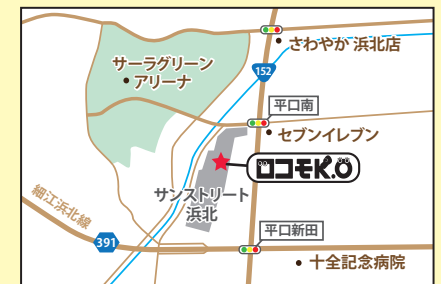 さわやか 浜北店
サーラグリーン
アリーナ
152
平口南
セブンイレブン
ロコモK.O
サンストリート
浜北
細江浜北線
391
平口新田
十全記念病院